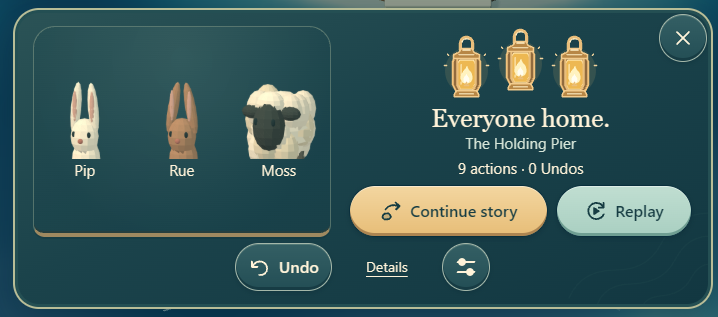 Pip
Rue
Moss
Everyone home.
The Holding Pier
9 actions · 0 Undos
Continue story
Replay
Undo
Details